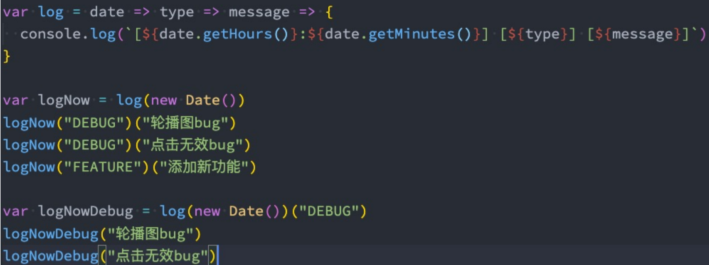 var log = date => type => message => {
  console.log(`[${date.getHours()}:${date.getMinutes()}] [${type}] [${message}]`)
}
var logNow = log(new Date())
logNow("DEBUG")("轮播图bug")
logNow("DEBUG")("点击无效bug")
logNow("FEATURE")("添加新功能")
var logNowDebug = log(new Date())("DEBUG")
logNowDebug("轮播图bug")
logNowDebug("点击无效bug")